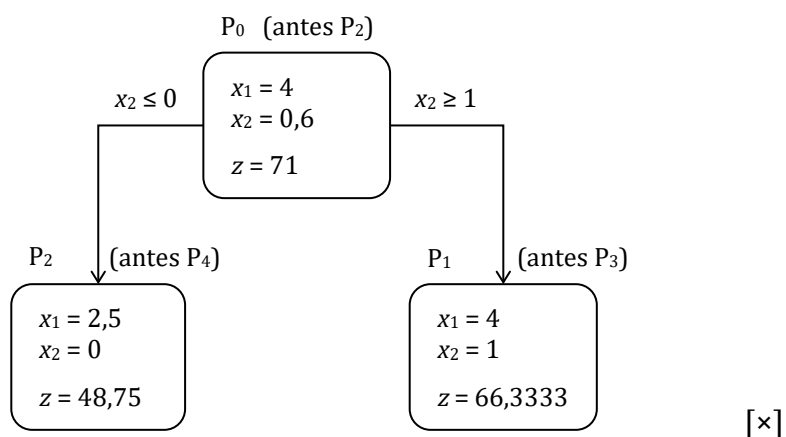 P₀ (antes P₂)
x₂ ≤ 0
x₁ = 4
x₂ = 0,6
z = 71
x₂ ≥ 1
P₂ (antes P₄)
x₁ = 2,5
x₂ = 0
z = 48,75
P₁ (antes P₃)
x₁ = 4
x₂ = 1
z = 66,3333
[×]